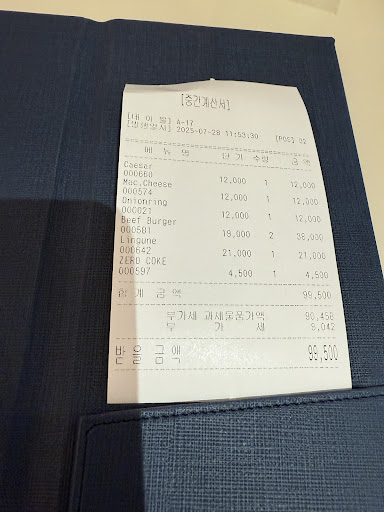 [중간계산서]
[테 이 블] A-17
[발행일시] 2025-07-28 11:53:30 [POS] 02
메 뉴 명 단 가 수량 금 액
Caesar
000660 12,000 1 12,000
Mac.Cheese
000574 12,000 1 12,000
Onionring
000021 12,000 1 12,000
Beef Burger
000581 19,000 2 38,000
Lingune
000642 21,000 1 21,000
ZERO COKE
000597 4,500 1 4,500
합 계 금 액 99,500
부가세 과세물품가액 90,458
부 가 세 9,042
받을 금액 99,500